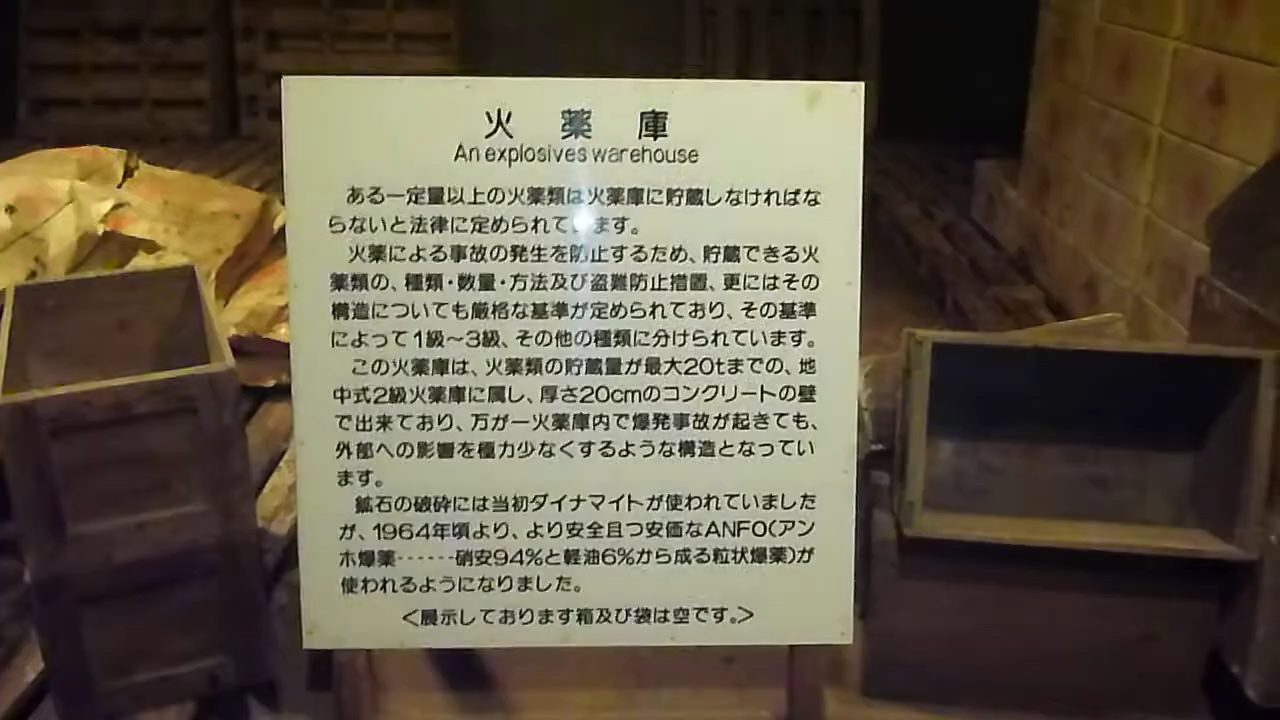 火薬庫
An explosives warehouse
ある一定量以上の火薬類は火薬庫に貯蔵しなければな
らないと法律に定められています。
火薬による事故の発生を防止するため、貯蔵できる火
薬類の、種類・数量・方法及び盗難防止措置、更にはその
構造についても厳格な基準が定められており、その基準
によって1級〜3級、その他の種類に分けられています。
この火薬庫は、火薬類の貯蔵量が最大20tまでの、地
中式2級火薬庫に属し、厚さ20cmのコンクリートの壁
で出来ており、万が一火薬庫内で爆発事故が起きても、
外部への影響を極力少なくするような構造となってい
ます。
鉱石の破砕には当初ダイナマイトが使われていました
が、1964年頃より、より安全且つ安価なANFO(アン
ホ爆薬……硝安94%と軽油6%から成る粒状爆薬)が
使われるようになりました。
<展示しております箱及び袋は空です。>